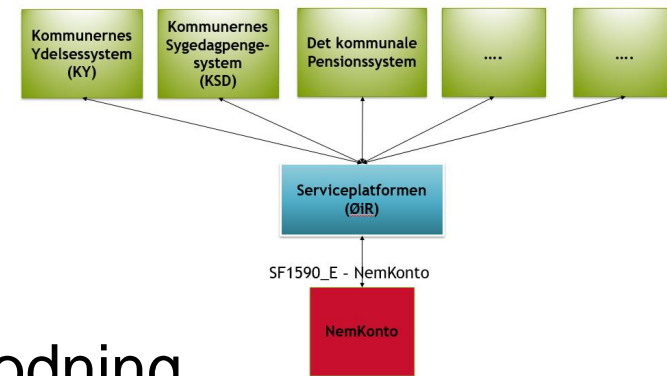 Kommunernes
Ydelsessystem
(KY)
Kommunernes
Sygedagpenge-
system
(KSD)
Det kommunale
Pensionssystem
....
....
Serviceplatformen
(ØiR)
SF1590_E - NemKonto
NemKonto